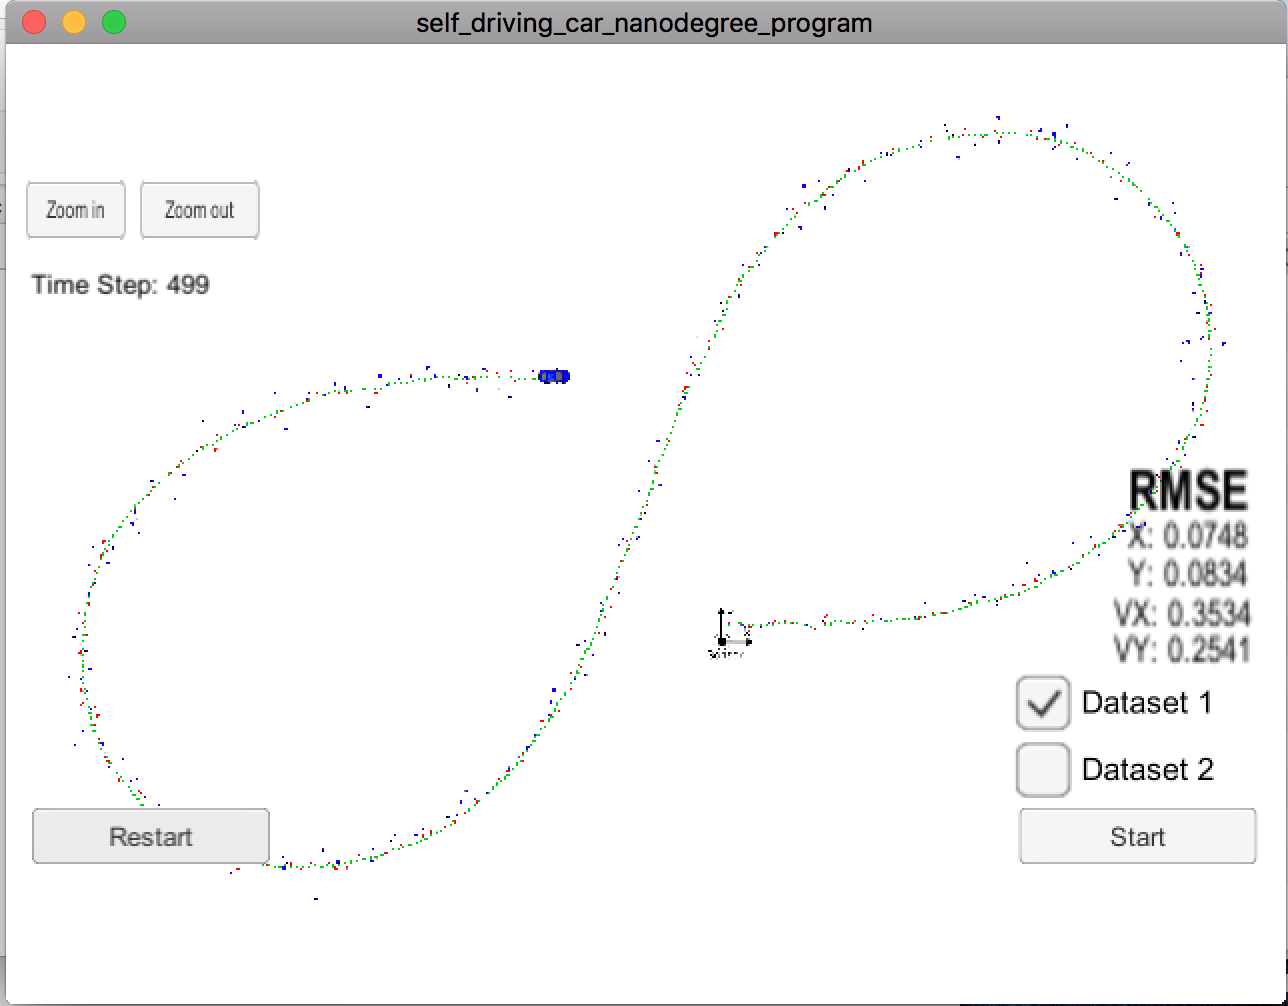 self_driving_car_nanodegree_program
Zoom in
Zoom out
Time Step: 499
RMSE
X: 0.0748
Y: 0.0834
VX: 0.3534
VY: 0.2541
Dataset 1
Dataset 2
Restart
Start